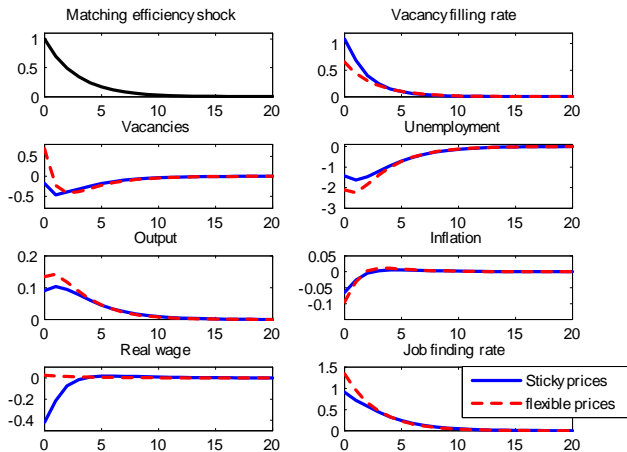 Matching efficiency shock
Vacancy filling rate
1
0.5
0
0 5 10 15 20
1
0.5
0
0 5 10 15 20
Vacancies
Unemployment
0.5
0
-0.5
0 5 10 15 20
0
-1
-2
-3
0 5 10 15 20
Output
Inflation
0.2
0.1
0
0 5 10 15 20
0.05
0
-0.05
-0.1
0 5 10 15 20
Real wage
Job finding rate
0
-0.2
-0.4
0 5 10 15 20
1.5
1
0.5
0
0 5 10 15 20
Sticky prices
flexible prices